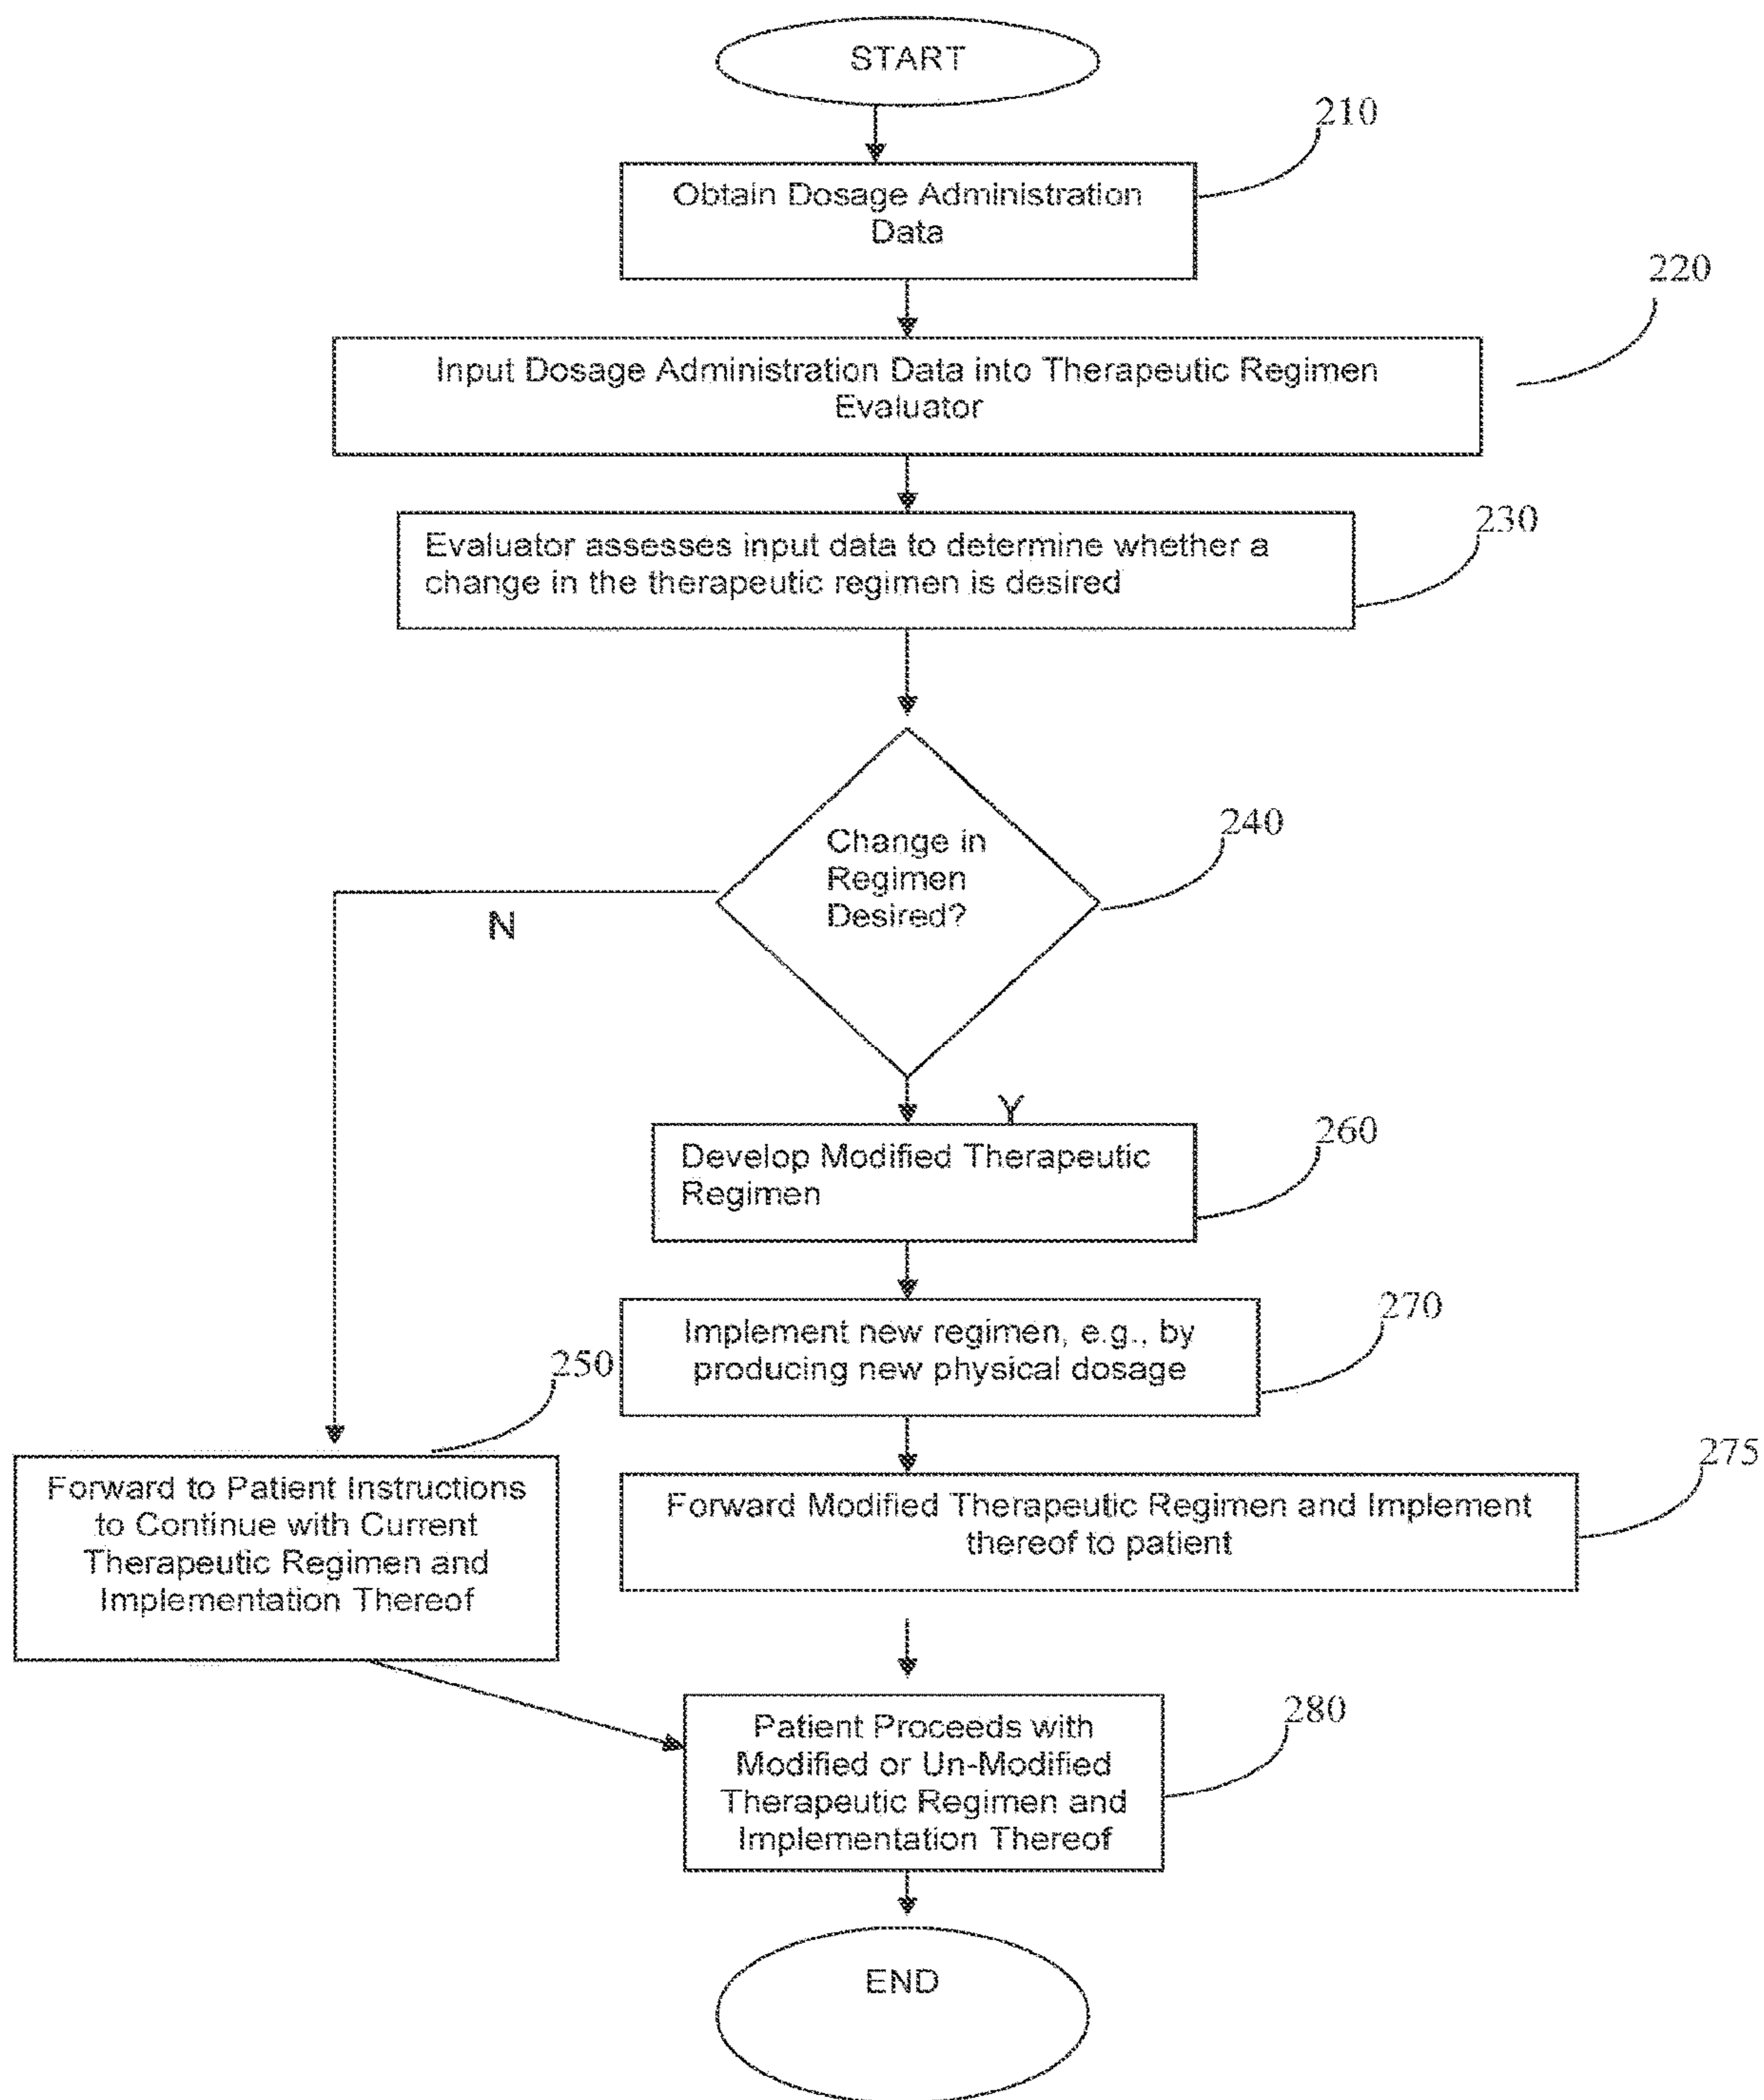 START
210
Obtain Dosage Administration
Data
220
Input Dosage Administration Data into Therapeutic Regimen
Evaluator
230
Evaluator assesses input data to determine whether a
change in the therapeutic regimen is desired
240
Change in
Regimen
Desired?
N
Y
260
Develop Modified Therapeutic
Regimen
270
Implement new regimen, e.g., by
producing new physical dosage
250
Forward to Patient Instructions
to Continue with Current
Therapeutic Regimen and
Implementation Thereof
275
Forward Modified Therapeutic Regimen and Implement
thereof to patient
280
Patient Proceeds with
Modified or Un-Modified
Therapeutic Regimen and
Implementation Thereof
END